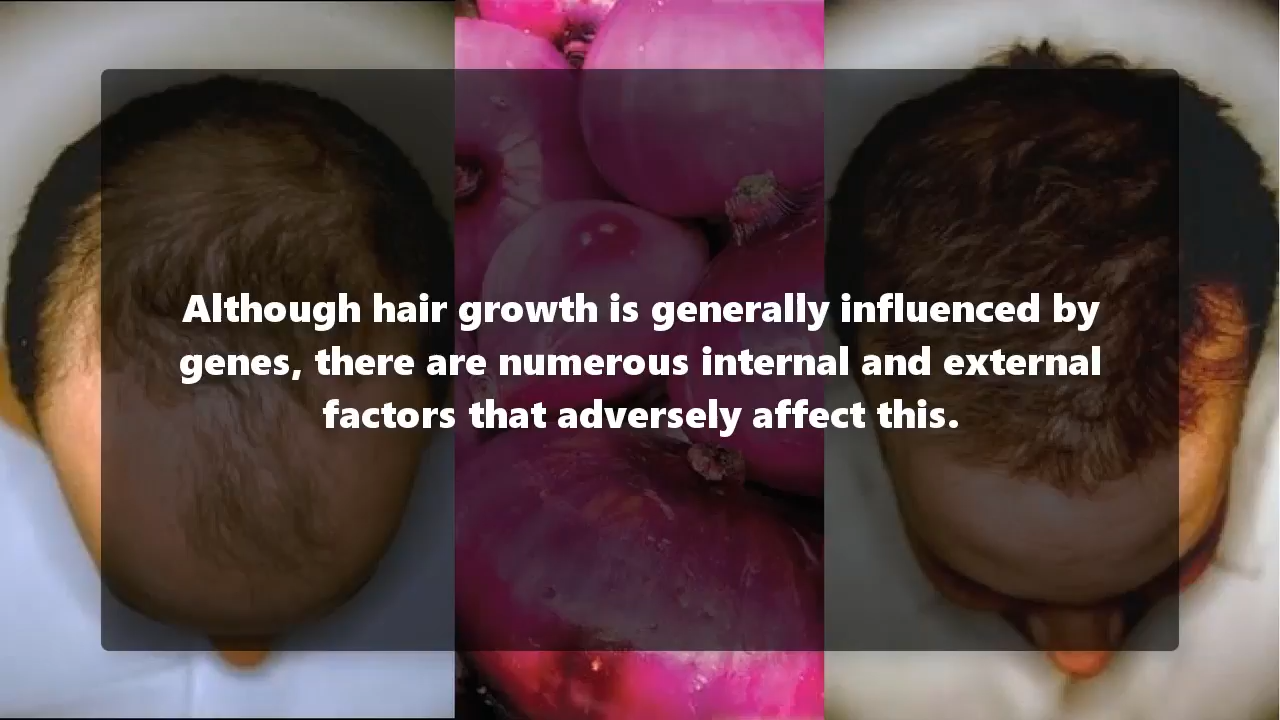 Although hair growth is generally influenced by
genes, there are numerous internal and external
factors that adversely affect this.